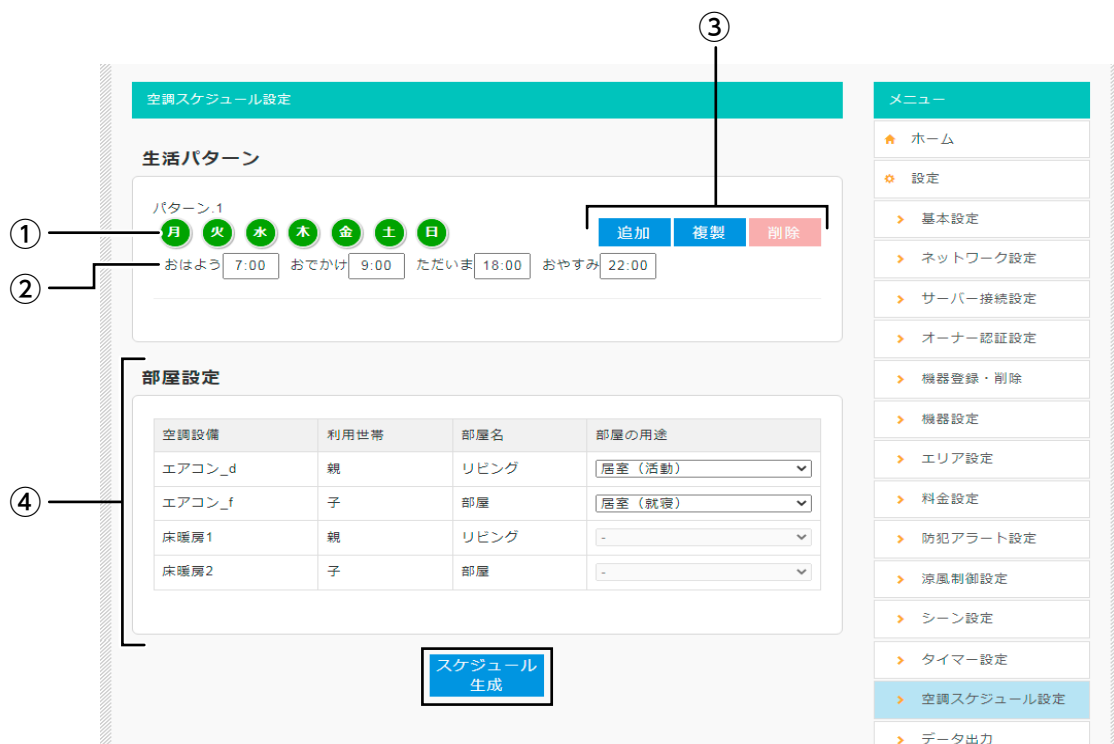 ③
空調スケジュール設定
生活パターン
パターン.1
① 月 火 水 木 金 土 日 追加 複製 削除
② おはよう 7:00 おでかけ 9:00 ただいま 18:00 おやすみ 22:00
部屋設定
空調設備 利用世帯 部屋名 部屋の用途
エアコン_d 親 リビング 居室（活動）
④ エアコン_f 子 部屋 居室（就寝）
床暖房1 親 リビング -
床暖房2 子 部屋 -
スケジュール
生成
メニュー
ホーム
設定
基本設定
ネットワーク設定
サーバー接続設定
オーナー認証設定
機器登録・削除
機器設定
エリア設定
料金設定
防犯アラート設定
涼風制御設定
シーン設定
タイマー設定
空調スケジュール設定
データ出力